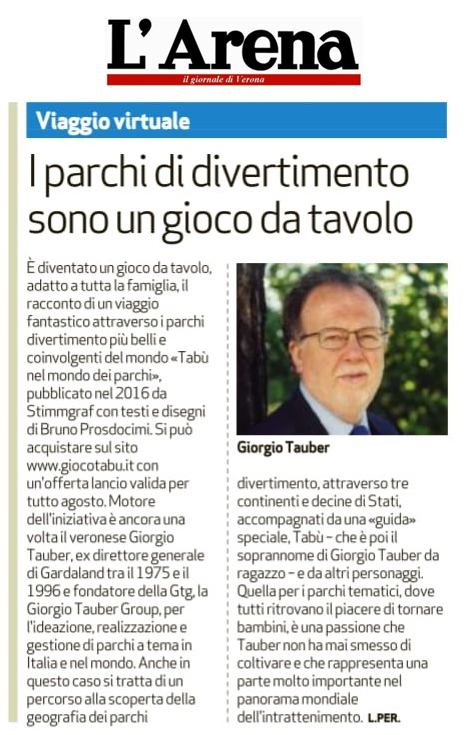 L'Arena
il giornale di Verona
Viaggio virtuale
I parchi di divertimento
sono un gioco da tavolo
È diventato un gioco da tavolo,
adatto a tutta la famiglia, il
racconto di un viaggio
fantastico attraverso i parchi
divertimento più belli e
coinvolgenti del mondo «Tabù
nel mondo dei parchi»,
pubblicato nel 2016 da
Stimmgraf con testi e disegni
di Bruno Prosdocimi. Si può
acquistare sul sito
www.giocotabu.it con
un'offerta lancio valida per
tutto agosto. Motore
dell'iniziativa è ancora una
volta il veronese Giorgio
Tauber, ex direttore generale
di Gardaland tra il 1975 e il
1996 e fondatore della Gtg, la
Giorgio Tauber Group, per
l'ideazione, realizzazione e
gestione di parchi a tema in
Italia e nel mondo. Anche in
questo caso si tratta di un
percorso alla scoperta della
geografia dei parchi
Giorgio Tauber
divertimento, attraverso tre
continenti e decine di Stati,
accompagnati da una «guida»
speciale, Tabù – che è poi il
soprannome di Giorgio Tauber da
ragazzo – e da altri personaggi.
Quella per i parchi tematici, dove
tutti ritrovano il piacere di tornare
bambini, è una passione che
Tauber non ha mai smesso di
coltivare e che rappresenta una
parte molto importante nel
panorama mondiale
dell'intrattenimento. L.PER.